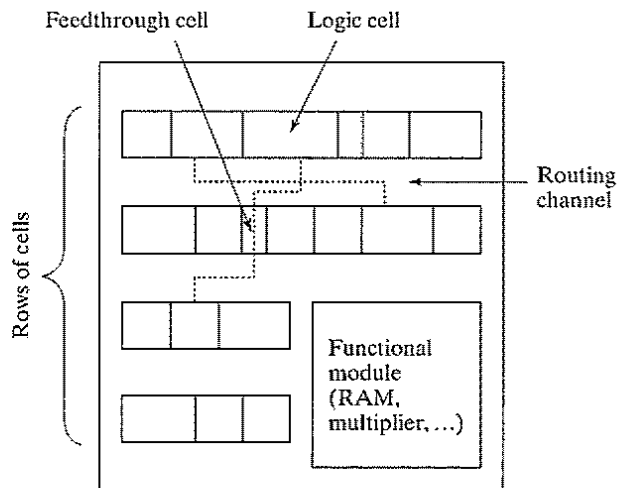 Feedthrough cell
Logic cell
Routing
channel
Rows of cells
Functional
module
(RAM,
multiplier, ...)